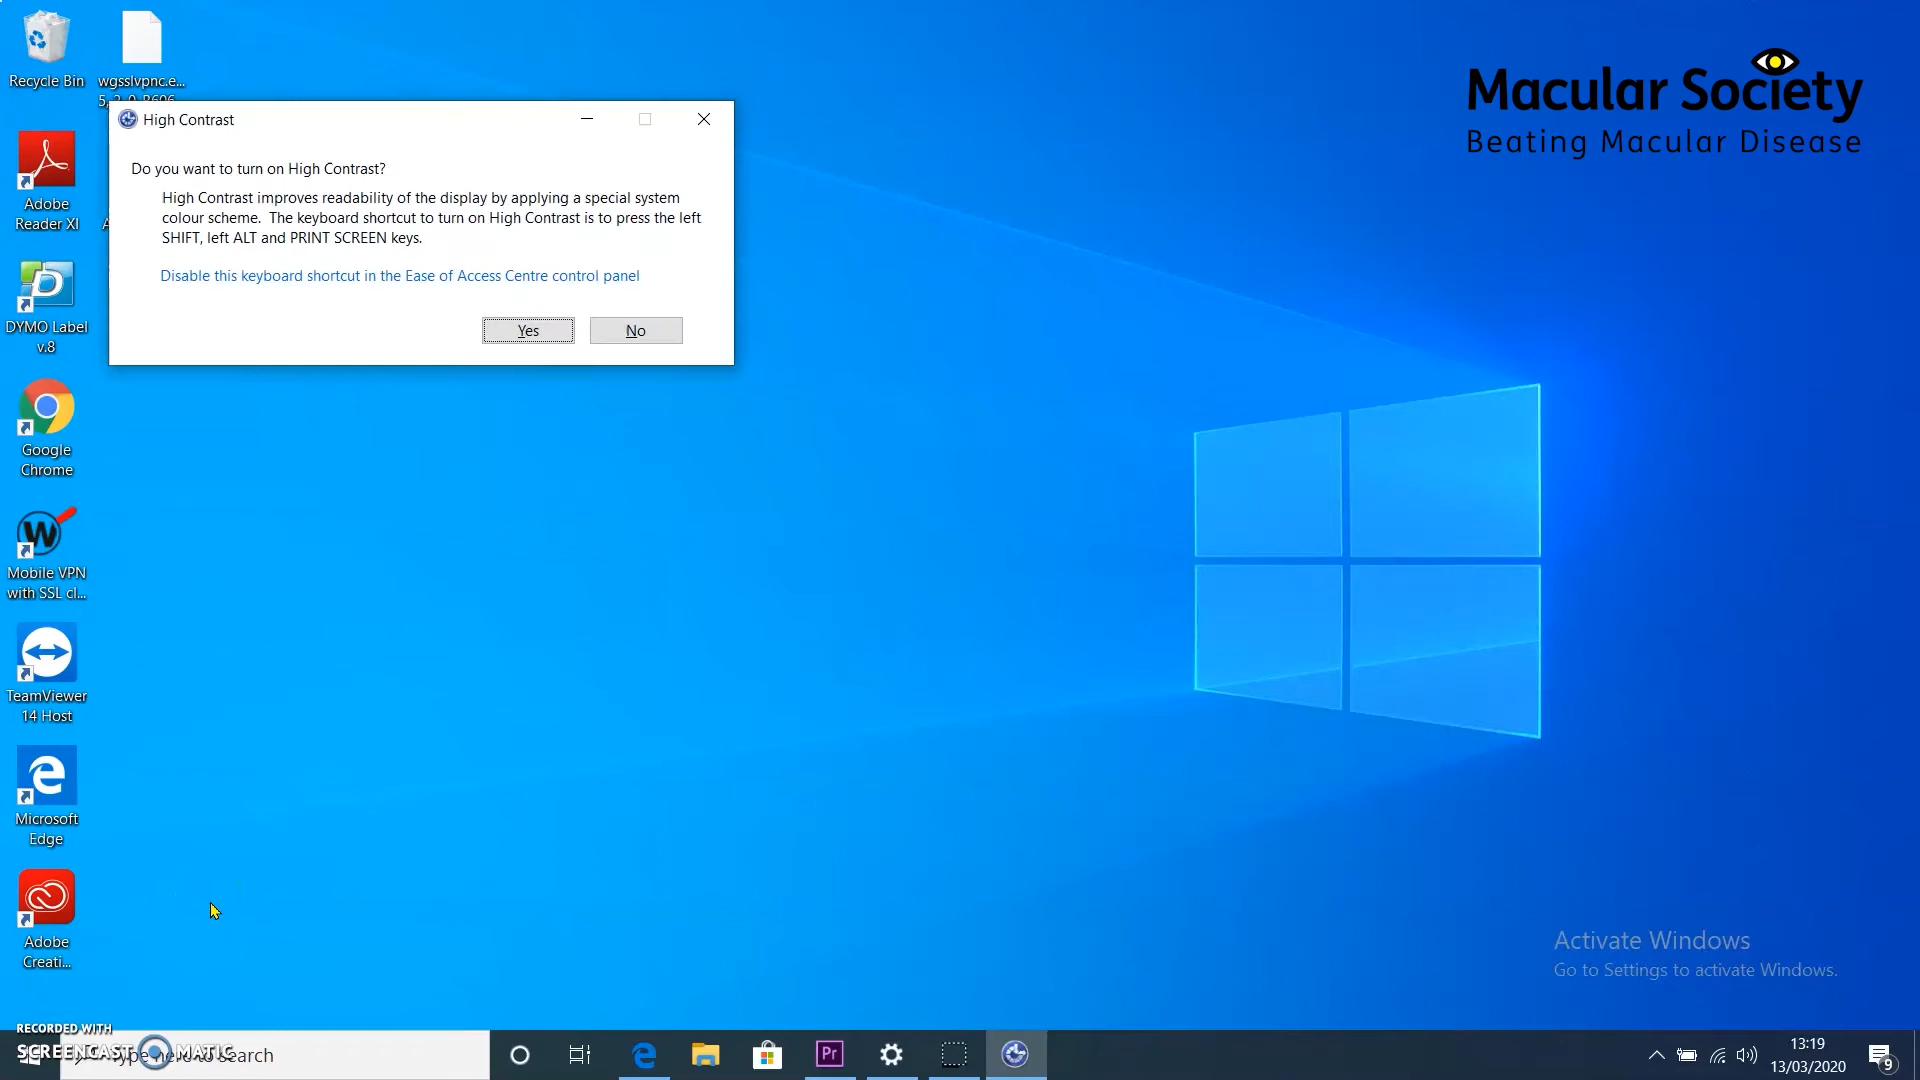 Recycle Bin
wgsslvpnc.e...
Macular Society
Beating Macular Disease
High Contrast
Do you want to turn on High Contrast?
High Contrast improves readability of the display by applying a special system
colour scheme. The keyboard shortcut to turn on High Contrast is to press the left
SHIFT, left ALT and PRINT SCREEN keys.
Disable this keyboard shortcut in the Ease of Access Centre control panel
Yes
No
Adobe
Reader XI
DYMO Label
v.8
Google
Chrome
Mobile VPN
with SSL cl...
TeamViewer
14 Host
Microsoft
Edge
Adobe
Creati...
Activate Windows
Go to Settings to activate Windows.
RECORDED WITH
SCREENCAST MATIC
Type here to search
Pr
13:19
13/03/2020
9